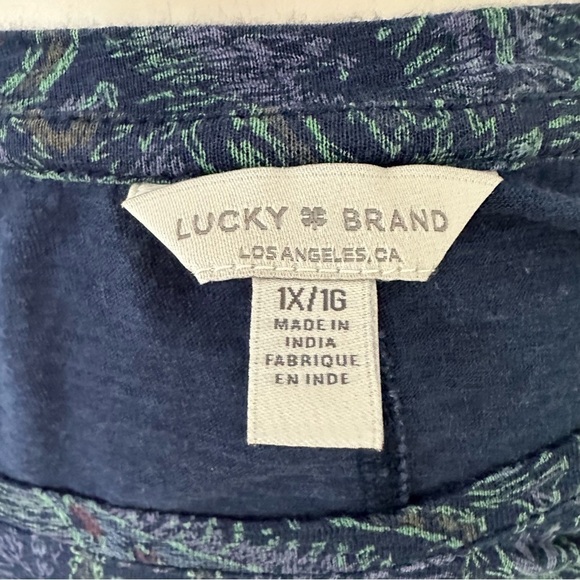 LUCKY BRAND
LOS ANGELES, CA
1X/1G
MADE IN
INDIA
FABRIQUE
EN INDE